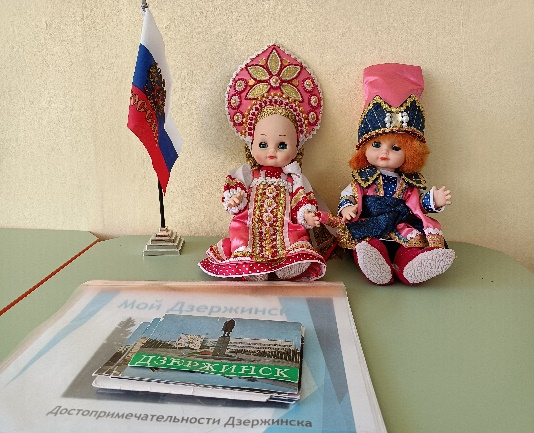 Мой Дзержинск
ДЗЕРЖИНСК
Достопримечательности Дзержинска